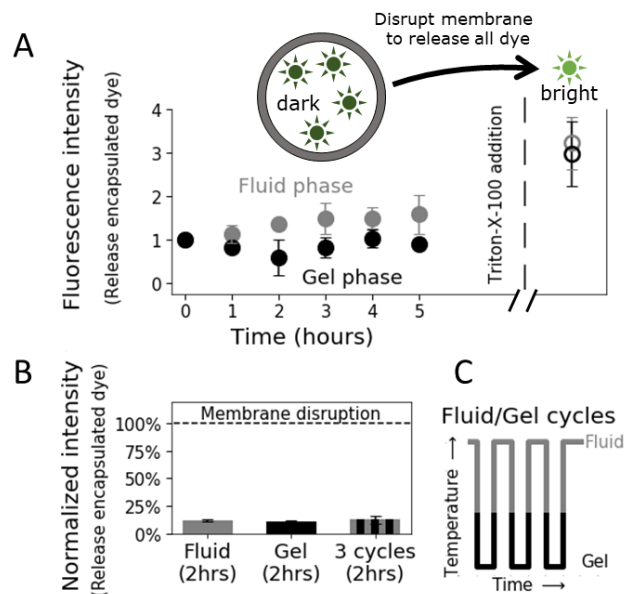 A
Disrupt membrane
to release all dye
dark
bright
Fluorescence intensity
(Release encapsulated dye)
4
3
2
1
0
Fluid phase
Gel phase
Triton-X-100 addition
0 1 2 3 4 5
Time (hours)
B
Normalized intensity
(Release encapsulated dye)
Membrane disruption
100%
75%
50%
25%
0%
Fluid Gel 3 cycles
(2hrs) (2hrs) (2hrs)
C
Fluid/Gel cycles
Fluid
Temperature →
Gel
Time →